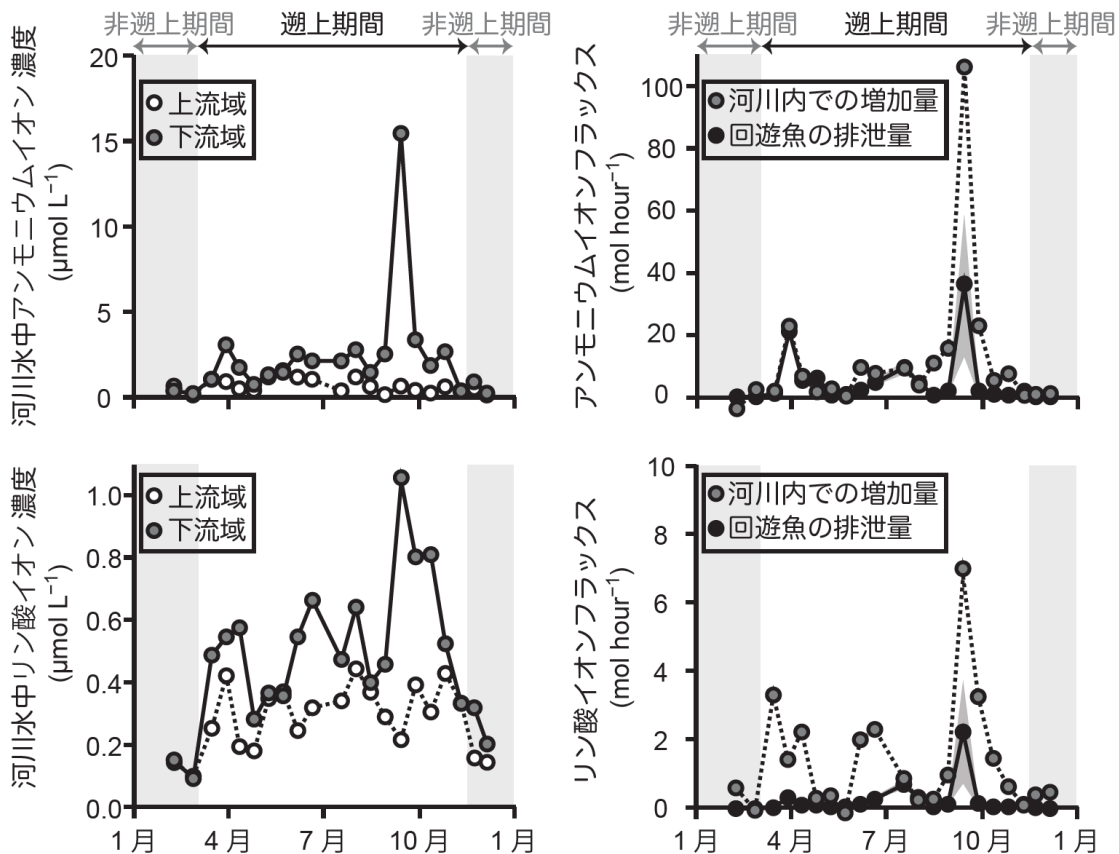 非遡上期間 遡上期間 非遡上期間
河川水中アンモニウムイオン濃度
(μmol L⁻¹)
20
15
10
5
0
上流域
下流域
非遡上期間 遡上期間 非遡上期間
アンモニウムイオンフラックス
(mol hour⁻¹)
100
80
60
40
20
0
河川内での増加量
回遊魚の排泄量
河川水中リン酸イオン濃度
(μmol L⁻¹)
1.0
0.8
0.6
0.4
0.2
0.0
上流域
下流域
1月 4月 7月 10月 1月
リン酸イオンフラックス
(mol hour⁻¹)
10
8
6
4
2
0
河川内での増加量
回遊魚の排泄量
1月 4月 7月 10月 1月